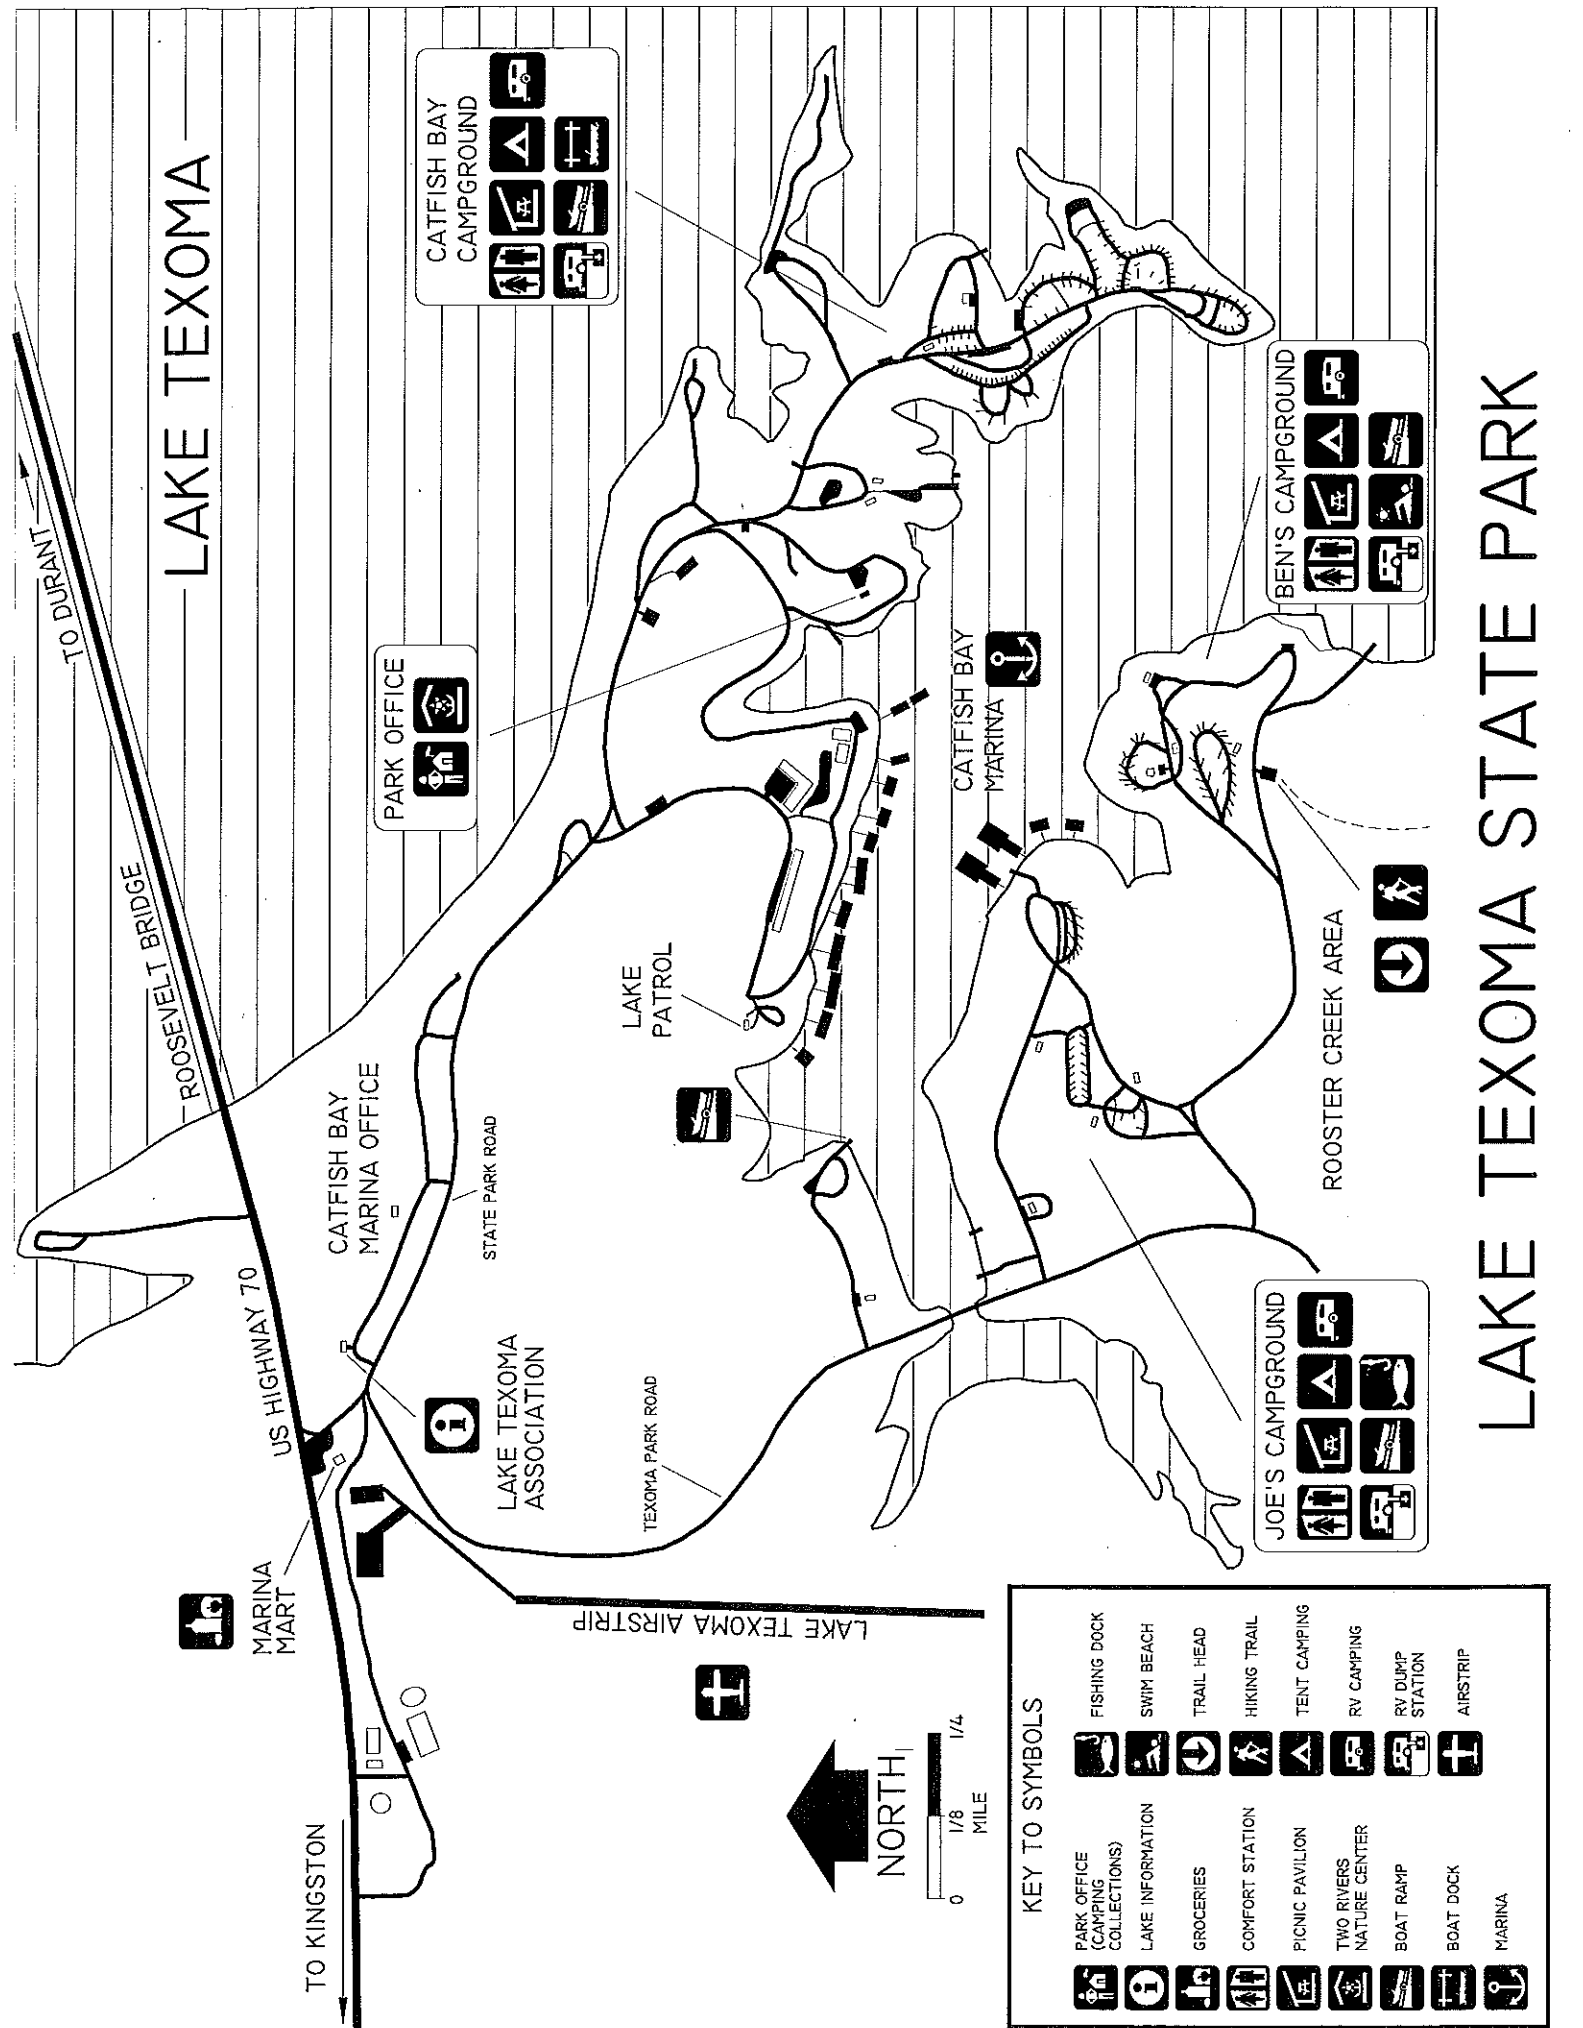 LAKE TEXOMA
TO DURANT
ROOSEVELT BRIDGE
US HIGHWAY 70
TO KINGSTON
MARINA
MART
CATFISH BAY
MARINA OFFICE
STATE PARK ROAD
LAKE TEXOMA
ASSOCIATION
TEXOMA PARK ROAD
LAKE TEXOMA AIRSTRIP
PARK OFFICE
CATFISH BAY
CAMPGROUND
LAKE
PATROL
CATFISH BAY
MARINA
BEN'S CAMPGROUND
ROOSTER CREEK AREA
JOE'S CAMPGROUND
NORTH
0 1/8 1/4
MILE
KEY TO SYMBOLS
PARK OFFICE
(CAMPING
COLLECTIONS)
LAKE INFORMATION
GROCERIES
COMFORT STATION
PICNIC PAVILION
TWO RIVERS
NATURE CENTER
BOAT RAMP
BOAT DOCK
MARINA
FISHING DOCK
SWIM BEACH
TRAIL HEAD
HIKING TRAIL
TENT CAMPING
RV CAMPING
RV DUMP
STATION
AIRSTRIP
LAKE TEXOMA STATE PARK